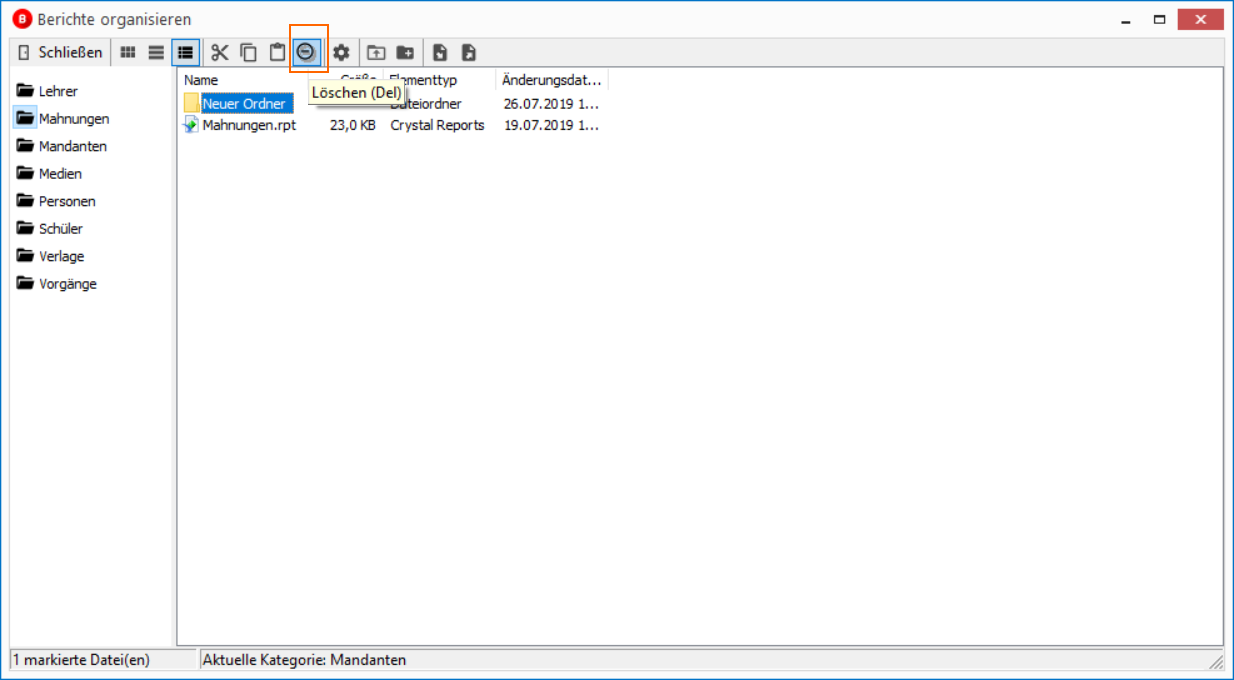 B Berichte organisieren
Schließen
Lehrer
Mahnungen
Mandanten
Medien
Personen
Schüler
Verlage
Vorgänge
Name Größe Elementtyp Änderungsdat...
Löschen (Del)
Neuer Ordner Dateiordner 26.07.2019 1...
Mahnungen.rpt 23,0 KB Crystal Reports 19.07.2019 1...
1 markierte Datei(en) Aktuelle Kategorie: Mandanten